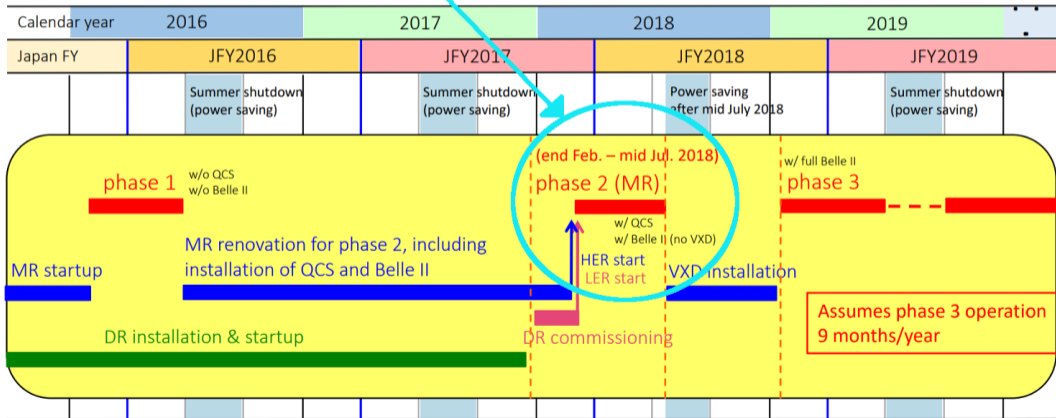 Calendar year 2016 2017 2018 2019
Japan FY JFY2016 JFY2017 JFY2018 JFY2019
Summer shutdown
(power saving)
Summer shutdown
(power saving)
Power saving
after mid July 2018
Summer shutdown
(power saving)
phase 1
w/o QCS
w/o Belle II
(end Feb. – mid Jul. 2018)
phase 2 (MR)
w/ QCS
w/ Belle II (no VXD)
w/ full Belle II
phase 3
MR startup
MR renovation for phase 2, including
installation of QCS and Belle II
HER start
LER start
VXD installation
DR installation & startup
DR commissioning
Assumes phase 3 operation
9 months/year